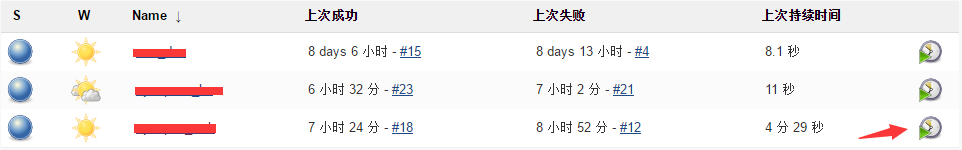 S W Name ↓ 上次成功 上次失败 上次持续时间
8 days 6 小时 - #15 8 days 13 小时 - #4 8.1 秒
6 小时 32 分 - #23 7 小时 2 分 - #21 11 秒
7 小时 24 分 - #18 8 小时 52 分 - #12 4 分 29 秒